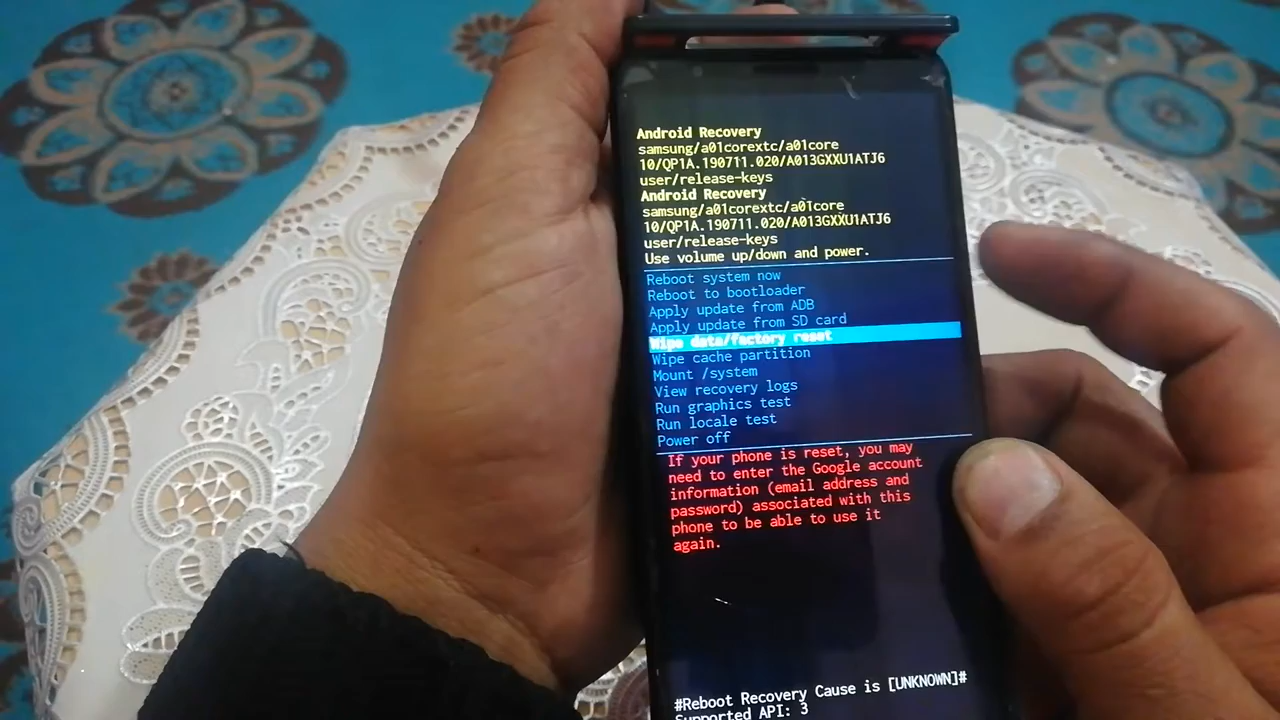 Android Recovery
samsung/a01corextc/a01core
10/QP1A.190711.020/A013GXXU1ATJ6
user/release-keys
Android Recovery
samsung/a01corextc/a01core
10/QP1A.190711.020/A013GXXU1ATJ6
user/release-keys
Use volume up/down and power.
Reboot system now
Reboot to bootloader
Apply update from ADB
Apply update from SD card
Wipe data/factory reset
Wipe cache partition
Mount /system
View recovery logs
Run graphics test
Run locale test
Power off
If your phone is reset, you may
need to enter the Google account
information (email address and
password) associated with this
phone to be able to use it
again.
#Reboot Recovery Cause is [UNKNOWN]#
Supported API: 3